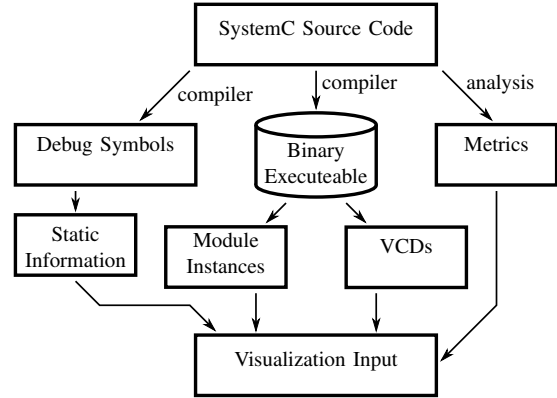 SystemC Source Code
compiler
compiler
analysis
Debug Symbols
Binary
Executeable
Metrics
Static
Information
Module
Instances
VCDs
Visualization Input